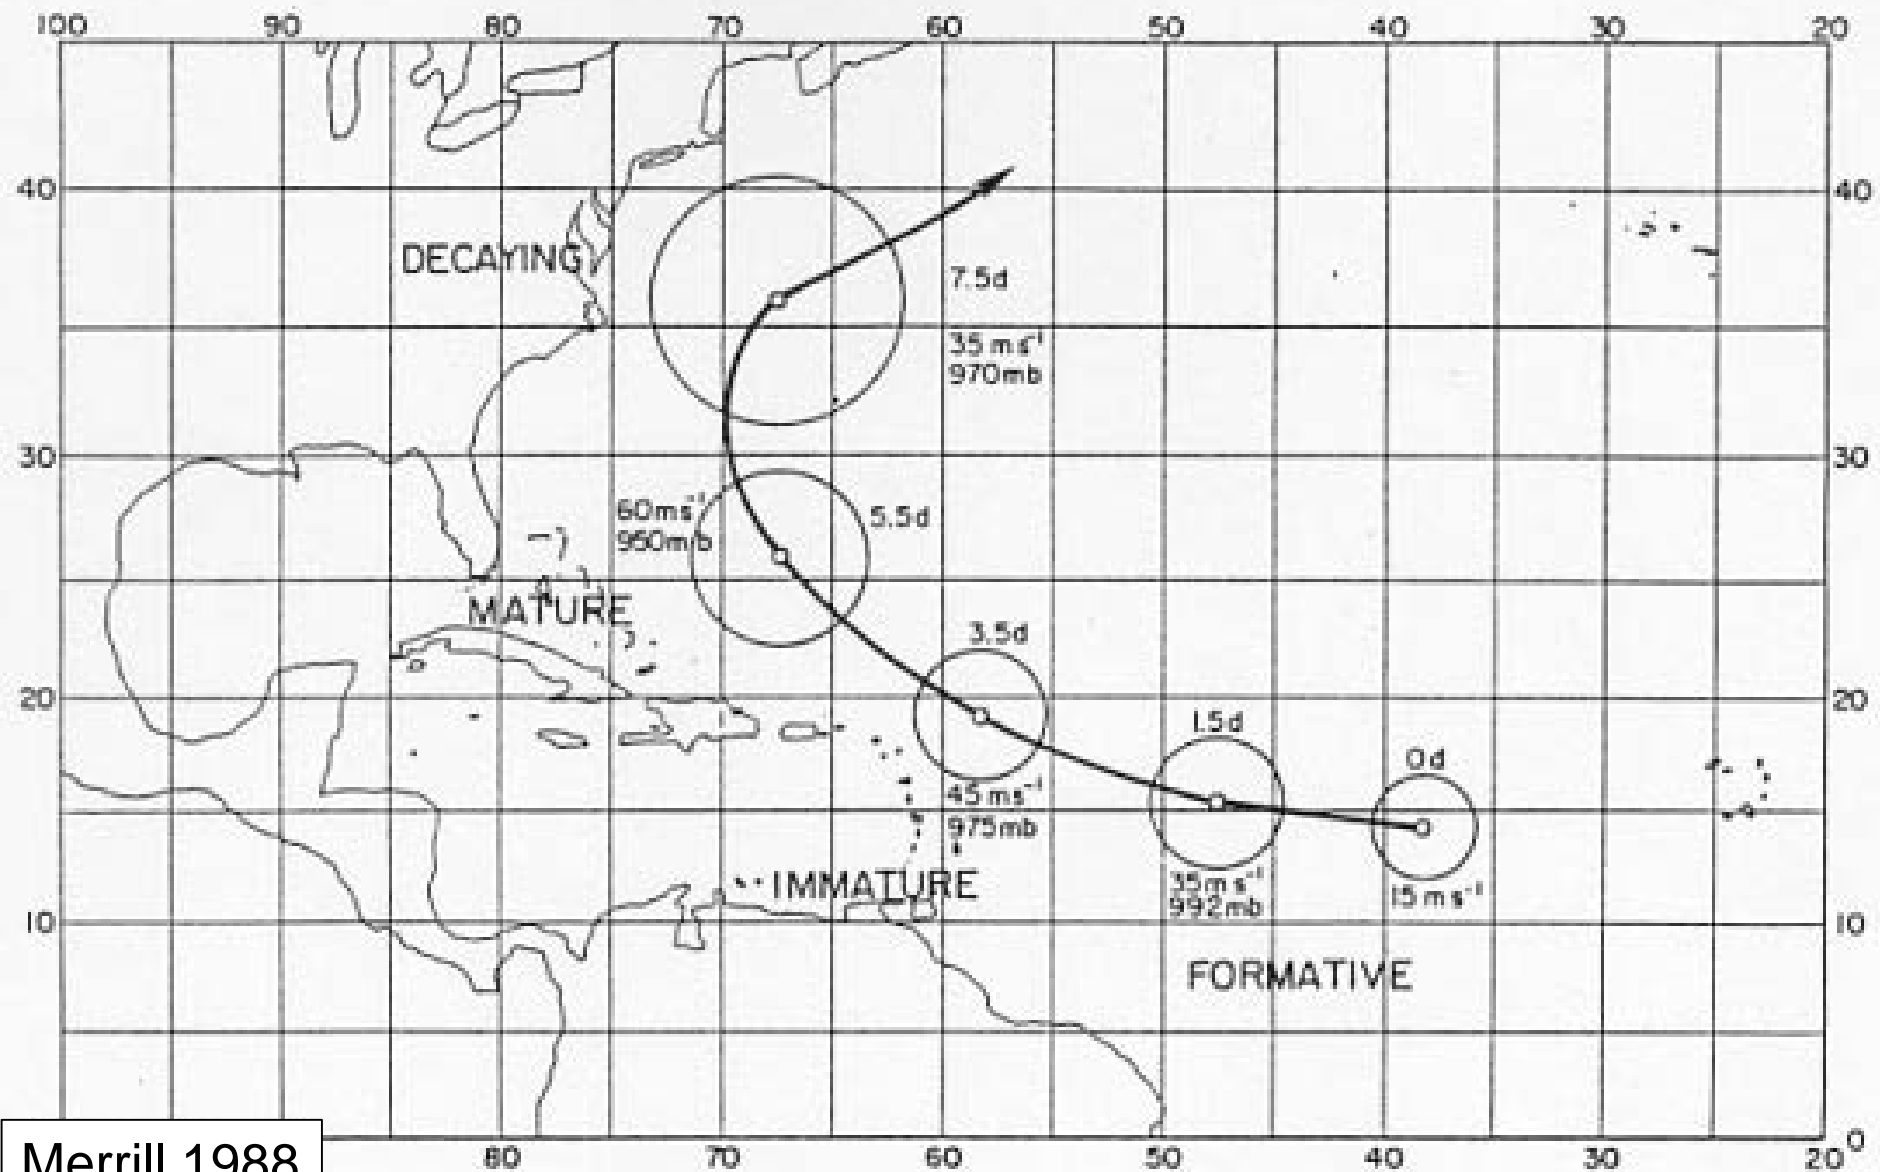 100 90 80 70 60 50 40 30 20
40 40
DECAYING
7.5d
35 ms⁻¹
970mb
30 30
60ms⁻¹
950mb
5.5d
MATURE
3.5d
20 20
1.5d
0d
45 ms⁻¹
975mb
IMMATURE
35ms⁻¹
992mb
15 ms⁻¹
10 10
FORMATIVE
0
Merrill 1988
80 70 60 50 40 30 20°